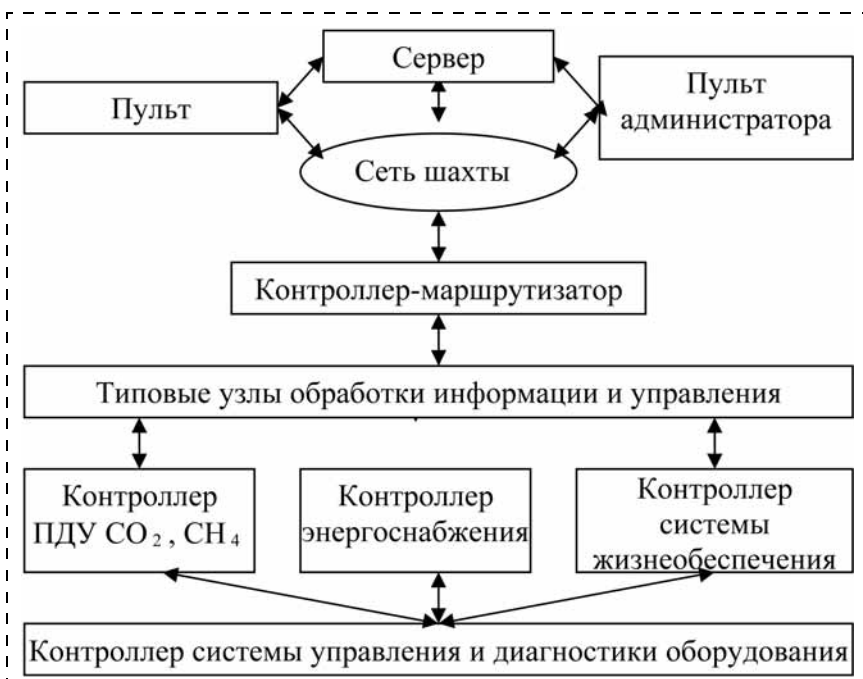 Сервер
Пульт
Пульт
администратора
Сеть шахты
Контроллер-маршрутизатор
Типовые узлы обработки информации и управления
Контроллер
ПДУ CO₂, CH₄
Контроллер
энергоснабжения
Контроллер
системы
жизнеобеспечения
Контроллер системы управления и диагностики оборудования